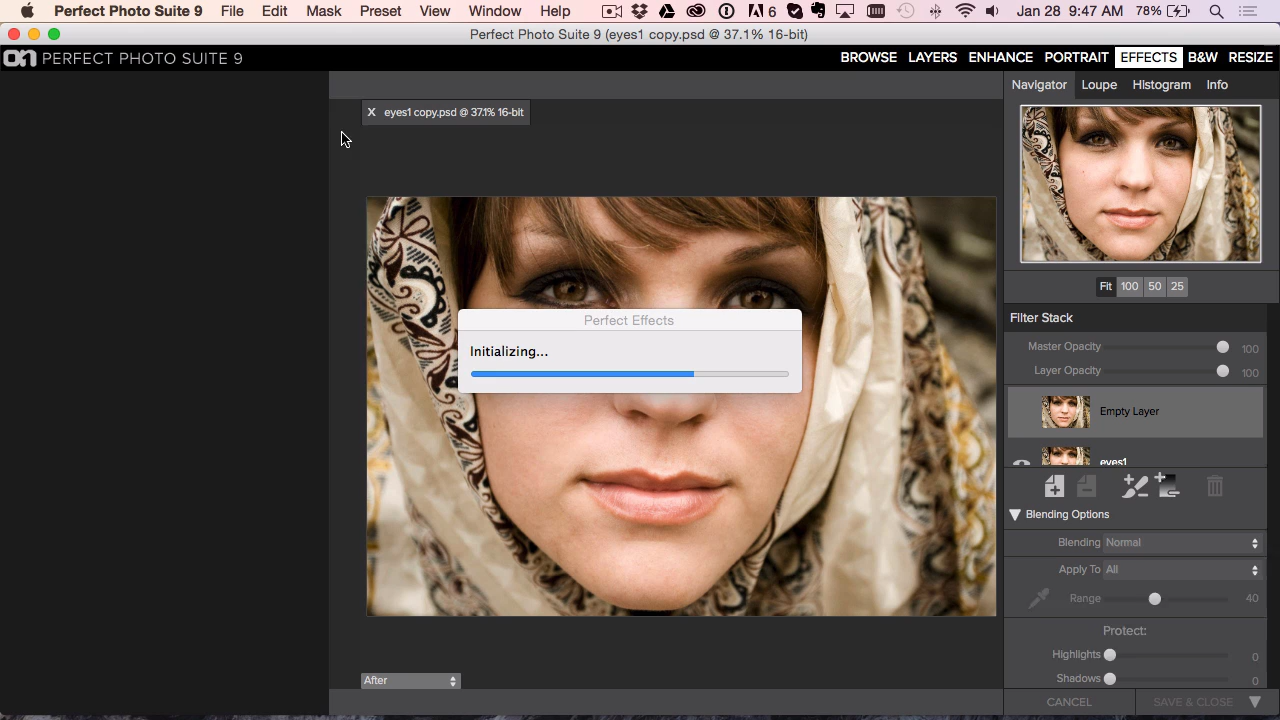 Perfect Photo Suite 9 File Edit Mask Preset View Window Help 6 Jan 28 9:47 AM 78%
Perfect Photo Suite 9 (eyes1 copy.psd @ 37.1% 16-bit)
on1 PERFECT PHOTO SUITE 9 BROWSE LAYERS ENHANCE PORTRAIT EFFECTS B&W RESIZE
Navigator Loupe Histogram Info
X eyes1 copy.psd @ 37.1% 16-bit
Fit 100 50 25
Perfect Effects
Initializing...
Filter Stack
Master Opacity 100
Layer Opacity 100
Empty Layer
eyes1
Blending Options
Blending Normal
Apply To All
Range 40
Protect:
Highlights 0
Shadows 0
After
CANCEL SAVE & CLOSE